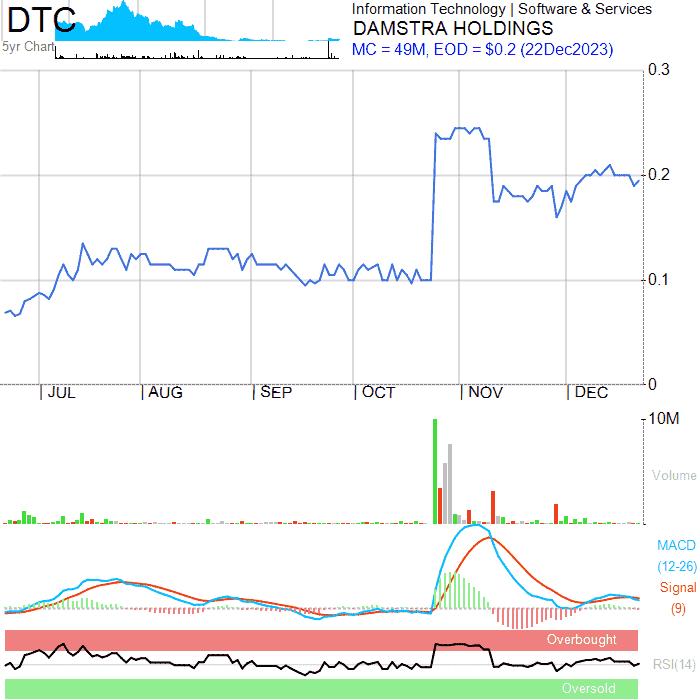 DTC
5yr Chart
Information Technology | Software & Services
DAMSTRA HOLDINGS
MC = 49M, EOD = $0.2 (22Dec2023)
0.3
0.2
0.1
0
| JUL | AUG | SEP | OCT | NOV | DEC
10M
Volume
MACD
(12-26)
Signal
(9)
Overbought
RSI(14)
Oversold